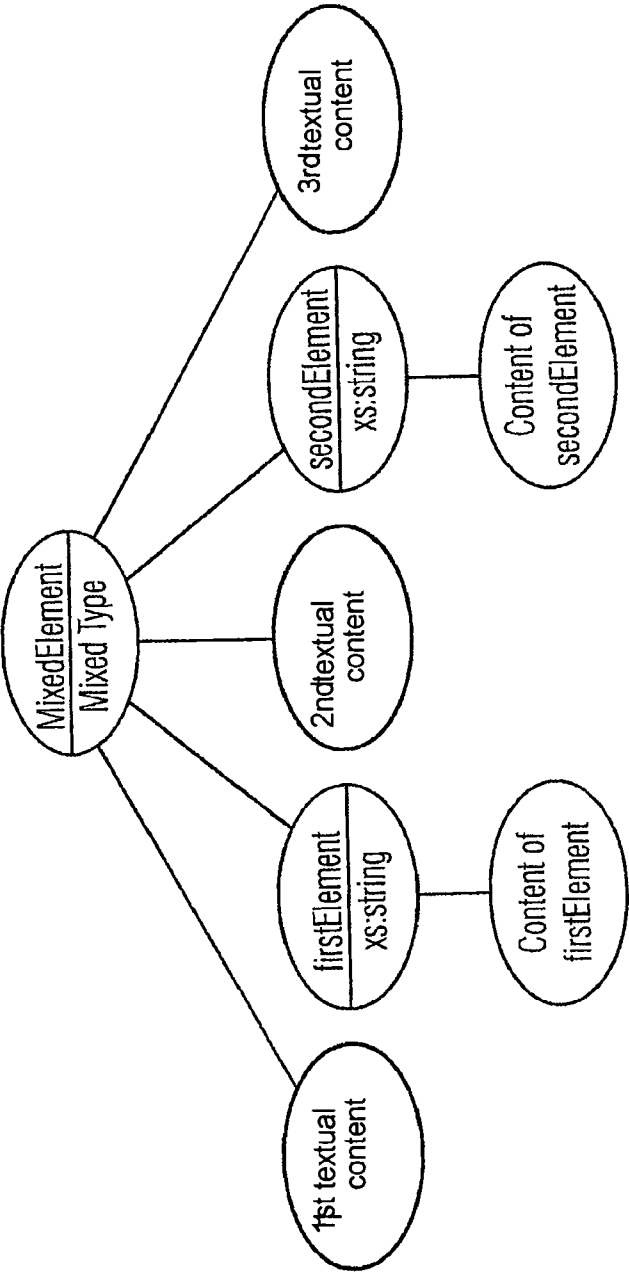 MixedElement
Mixed Type
1st textual
content
firstElement
xs:string
2ndtextual
content
secondElement
xs:string
3rdtextual
content
Content of
firstElement
Content of
secondElement